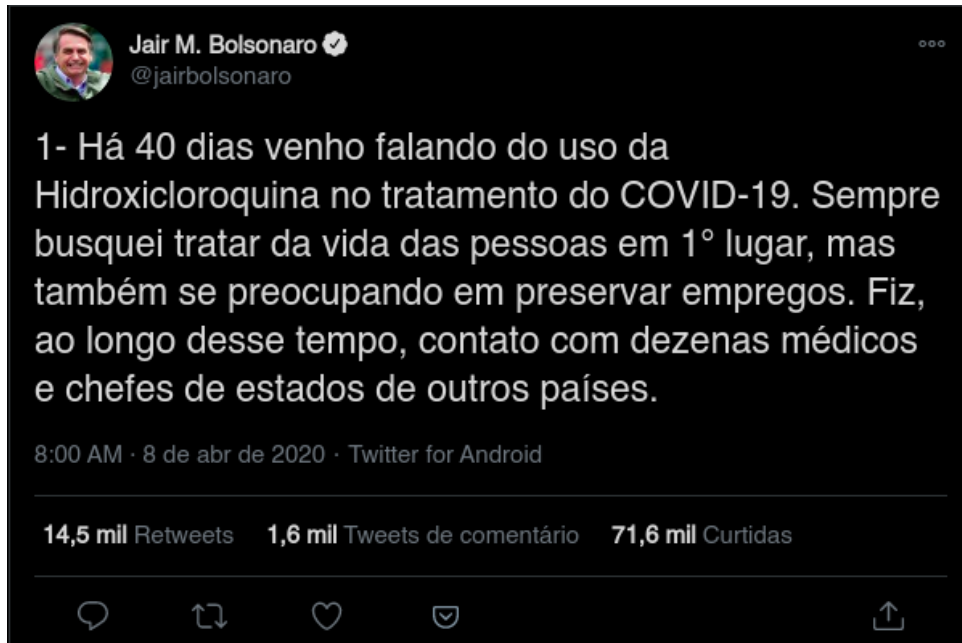 Jair M. Bolsonaro
@jairbolsonaro
1- Há 40 dias venho falando do uso da
Hidroxicloroquina no tratamento do COVID-19. Sempre
busquei tratar da vida das pessoas em 1° lugar, mas
também se preocupando em preservar empregos. Fiz,
ao longo desse tempo, contato com dezenas médicos
e chefes de estados de outros países.
8:00 AM · 8 de abr de 2020 · Twitter for Android
14,5 mil Retweets 1,6 mil Tweets de comentário 71,6 mil Curtidas